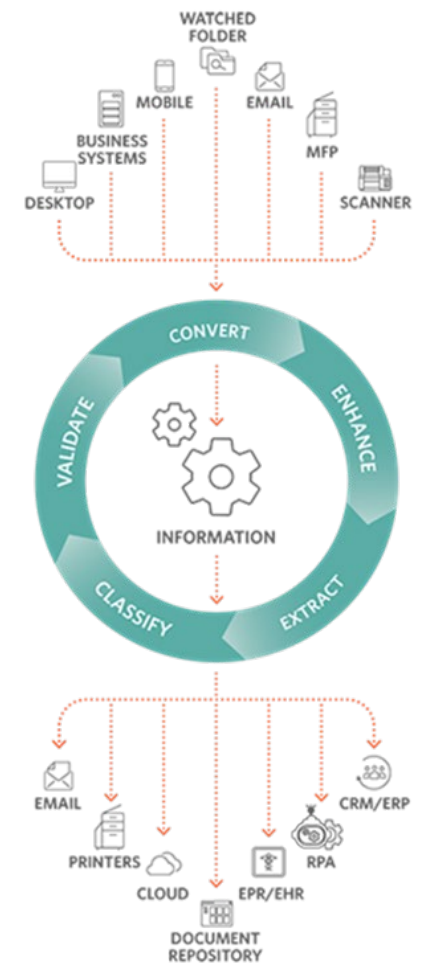 WATCHED
FOLDER
MOBILE
EMAIL
BUSINESS
SYSTEMS
MFP
DESKTOP
SCANNER
CONVERT
ENHANCE
EXTRACT
CLASSIFY
VALIDATE
INFORMATION
EMAIL
CRM/ERP
PRINTERS
RPA
CLOUD
EPR/EHR
DOCUMENT
REPOSITORY